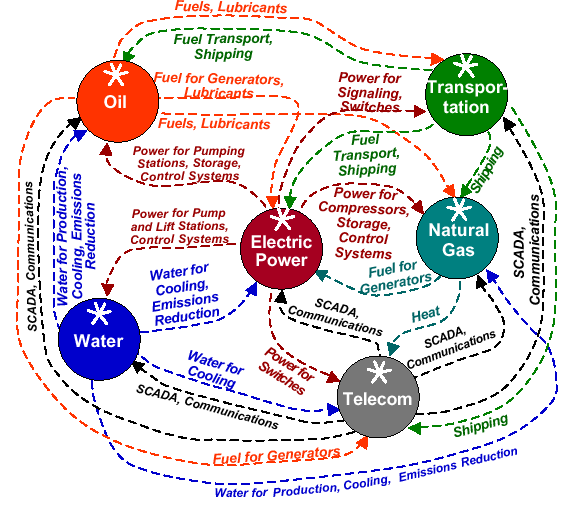 Fuels, Lubricants
Fuel Transport,
Shipping
Oil
Fuel for Generators,
Lubricants
Power for
Signaling,
Switches
Transpor-
tation
Fuels, Lubricants
Power for Pumping
Stations, Storage,
Control Systems
Fuel
Transport,
Shipping
Shipping
Power for
Compressors,
Storage,
Control
Systems
SCADA, Communications
Water for Production,
Cooling, Emissions
Reduction
Power for Pump
and Lift Stations,
Control Systems
Electric
Power
Natural
Gas
SCADA,
Communications
Water for
Cooling,
Emissions
Reduction
Fuel for
Generators
SCADA,
Communications
Heat
SCADA,
Communications
Water
Water for
Cooling
Power for
Switches
SCADA, Communications
Telecom
Shipping
Fuel for Generators
Water for Production, Cooling, Emissions Reduction